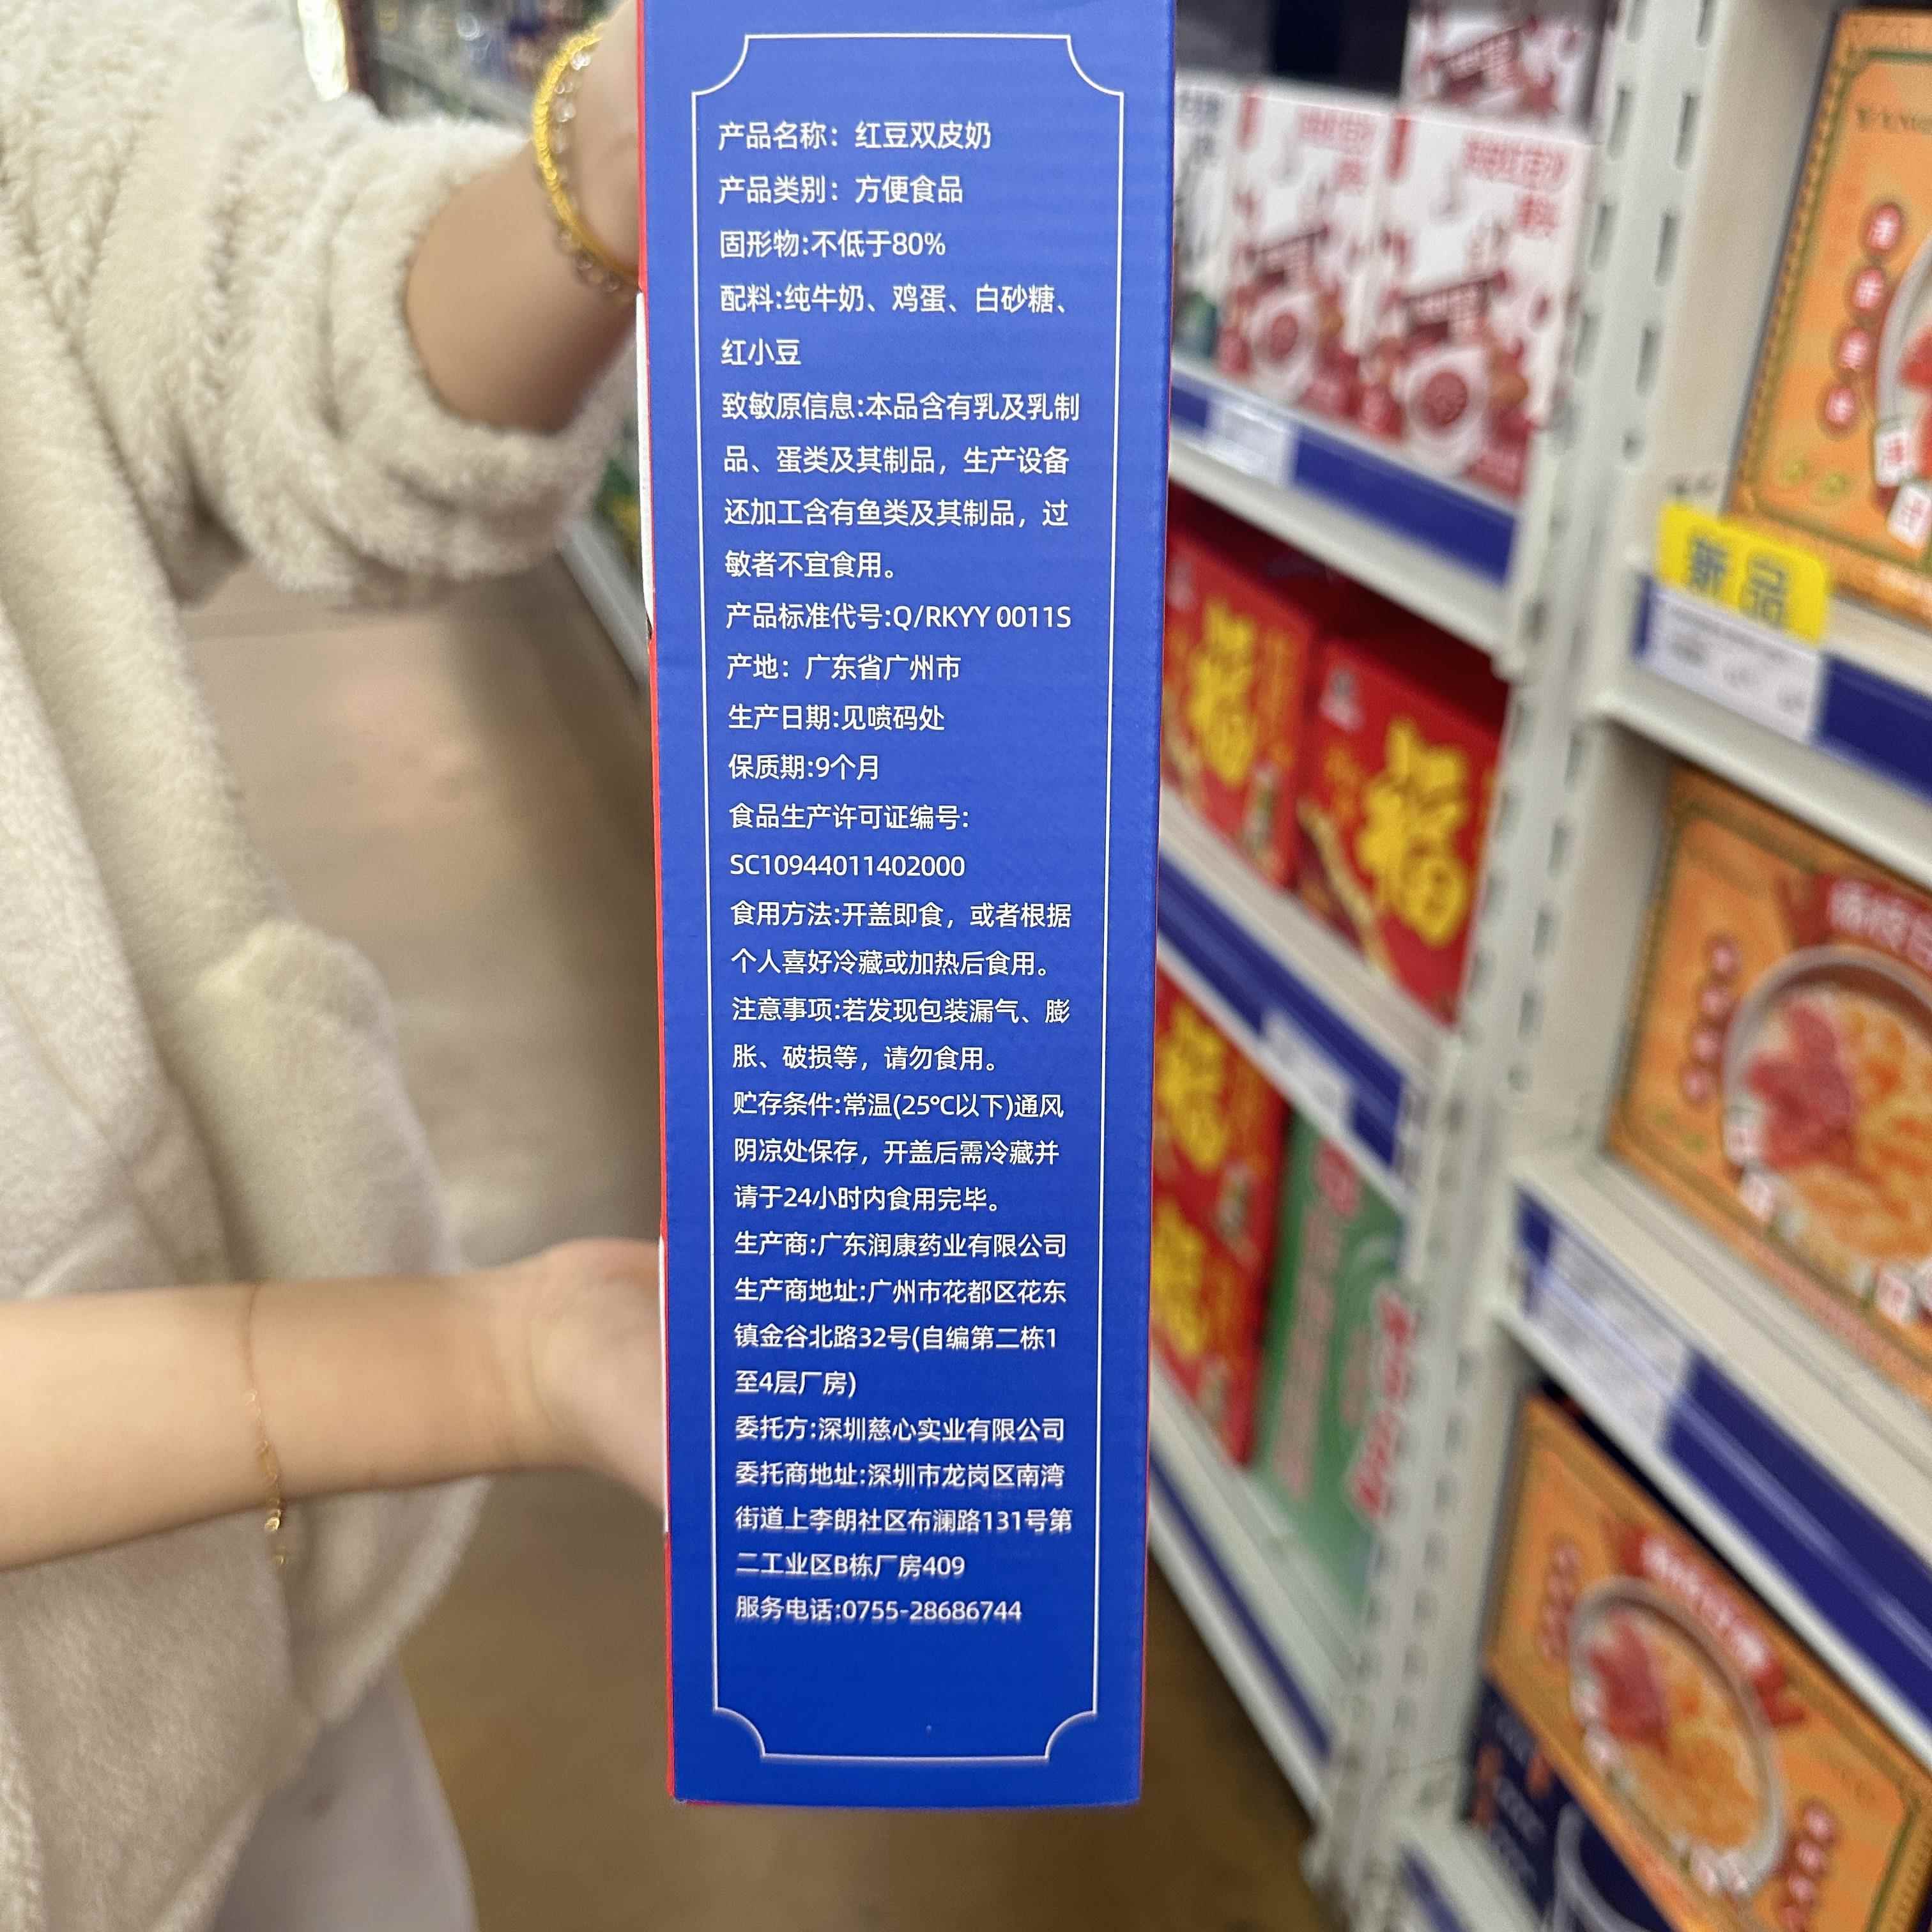 产品名称：红豆双皮奶
产品类别：方便食品
固形物:不低于80%
配料:纯牛奶、鸡蛋、白砂糖、
红小豆
致敏原信息:本品含有乳及乳制
品、蛋类及其制品，生产设备
还加工含有鱼类及其制品，过
敏者不宜食用。
产品标准代号:Q/RKYY 0011S
产地：广东省广州市
生产日期:见喷码处
保质期:9个月
食品生产许可证编号：
SC10944011402000
食用方法:开盖即食，或者根据
个人喜好冷藏或加热后食用。
注意事项:若发现包装漏气、膨
胀、破损等，请勿食用。
贮存条件:常温(25℃以下)通风
阴凉处保存，开盖后需冷藏并
请于24小时内食用完毕。
生产商:广东润康药业有限公司
生产商地址:广州市花都区花东
镇金谷北路32号(自编第二栋1
至4层厂房)
委托方:深圳慈心实业有限公司
委托商地址:深圳市龙岗区南湾
街道上李朗社区布澜路131号第
二工业区B栋厂房409
服务电话:0755-28686744
新品
福
福